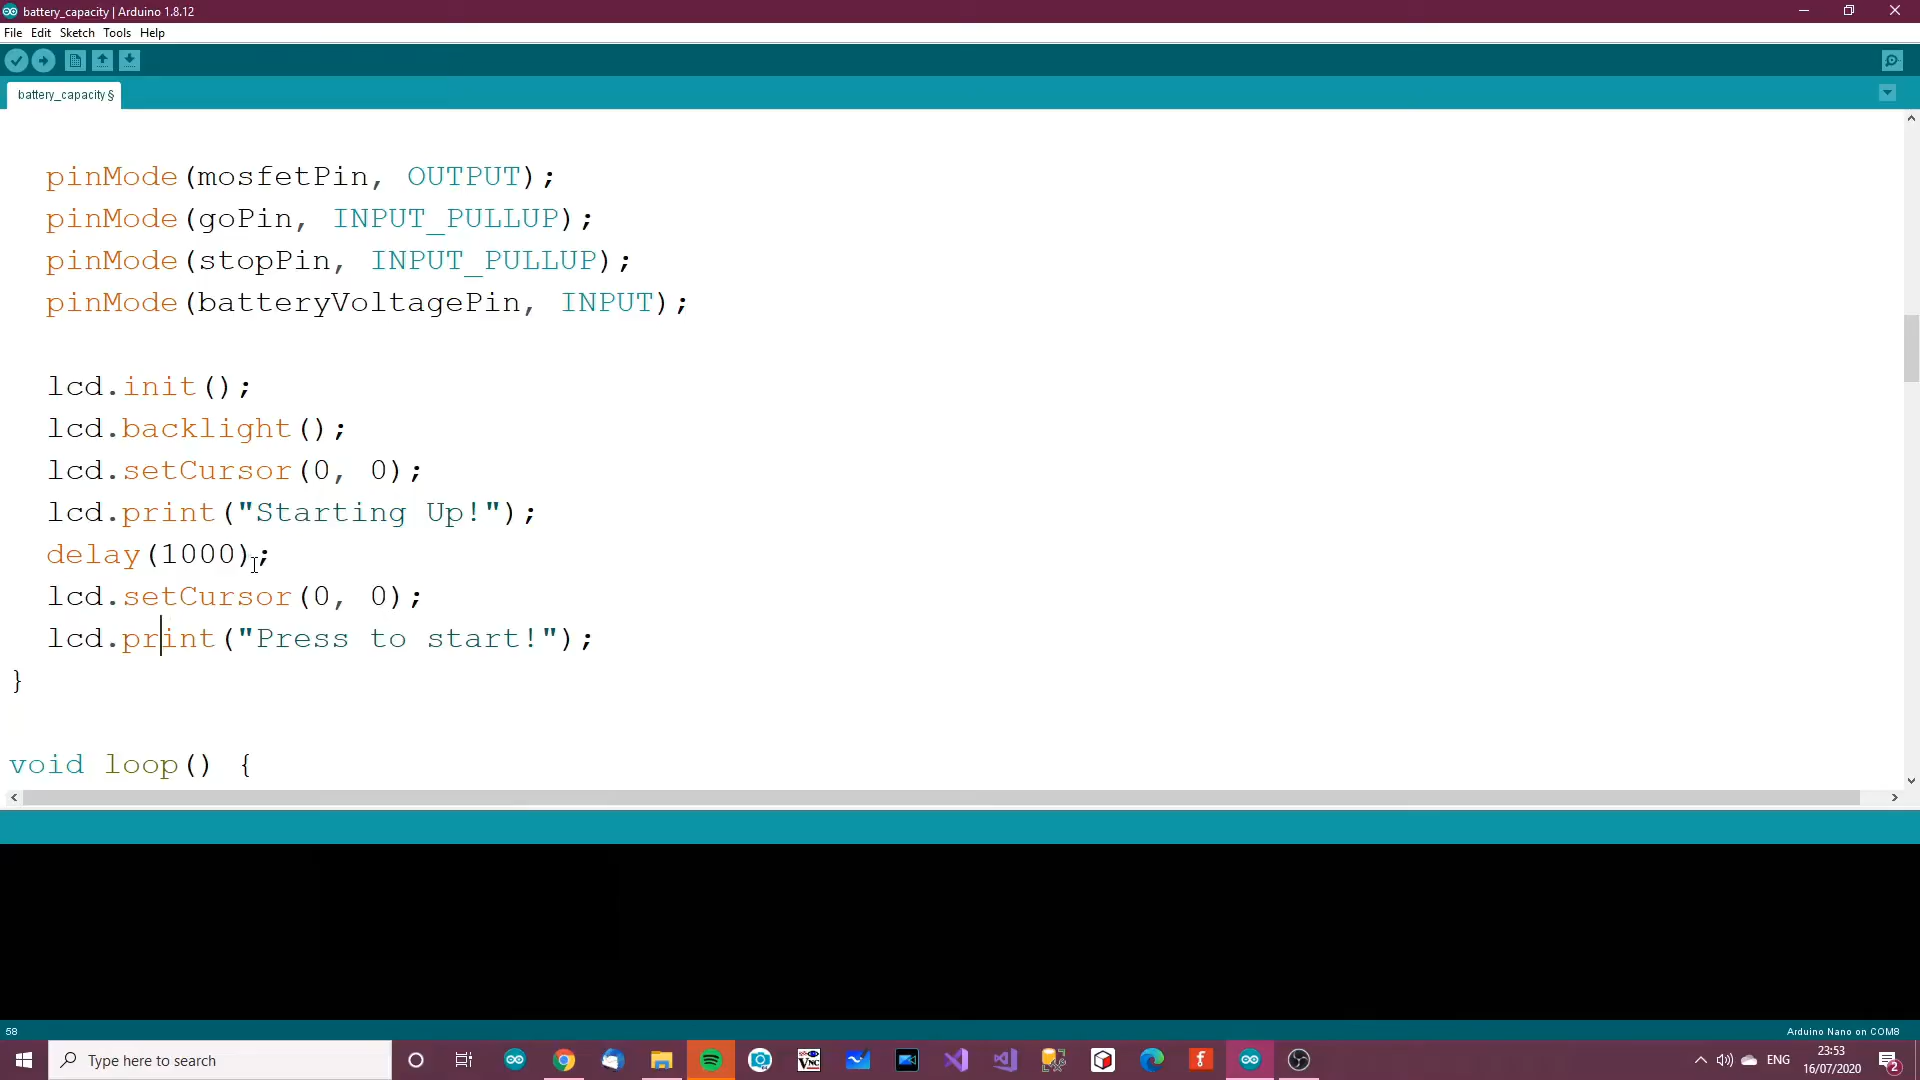 battery_capacity | Arduino 1.8.12
File Edit Sketch Tools Help
battery_capacity §
pinMode(mosfetPin, OUTPUT);
pinMode(goPin, INPUT_PULLUP);
pinMode(stopPin, INPUT_PULLUP);
pinMode(batteryVoltagePin, INPUT);
lcd.init();
lcd.backlight();
lcd.setCursor(0, 0);
lcd.print("Starting Up!");
delay(1000);
lcd.setCursor(0, 0);
lcd.print("Press to start!");
}
void loop() {
58
Arduino Nano on COM8
Type here to search
ENG
23:53
16/07/2020
2